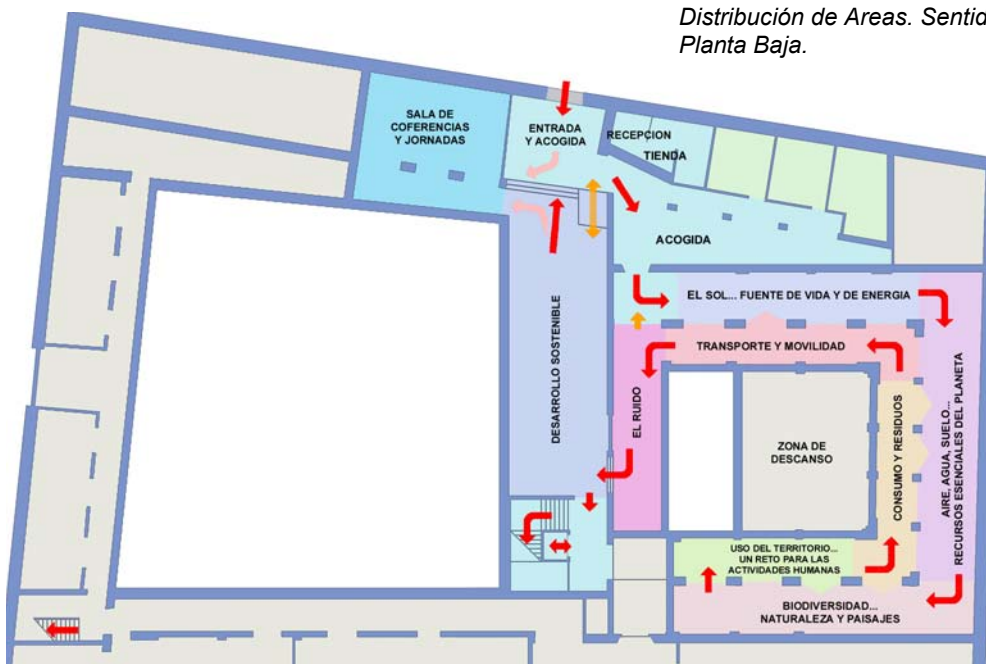 Distribución de Areas. Sentid
Planta Baja.
SALA DE
COFERENCIAS
Y JORNADAS
ENTRADA
Y ACOGIDA
RECEPCION
TIENDA
ACOGIDA
EL SOL... FUENTE DE VIDA Y DE ENERGIA
TRANSPORTE Y MOVILIDAD
DESARROLLO SOSTENIBLE
EL RUIDO
ZONA DE
DESCANSO
CONSUMO Y RESIDUOS
AIRE, AGUA, SUELO...
RECURSOS ESENCIALES DEL PLANETA
USO DEL TERRITORIO...
UN RETO PARA LAS
ACTIVIDADES HUMANAS
BIODIVERSIDAD...
NATURALEZA Y PAISAJES